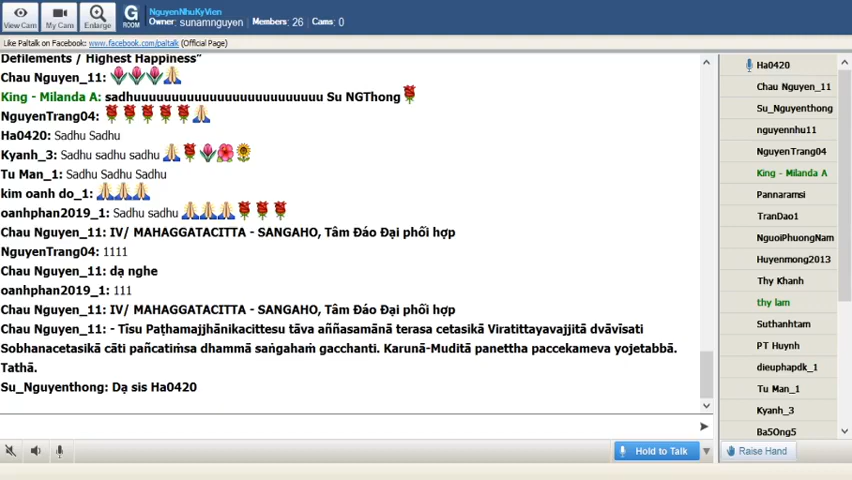 View Cam
My Cam
Enlarge
G
ROOM
NguyenNhuKyVien
Owner: sunamnguyen Members: 26 Cams: 0
Like Paltalk on Facebook: www.facebook.com/paltalk (Official Page)
Defilements / Highest Happiness"
Chau Nguyen_11:
King - Milanda A: sadhuuuuuuuuuuuuuuuuuuuuuuuuuu Su NGThong
NguyenTrang04:
Ha0420: Sadhu Sadhu
Kyanh_3: Sadhu sadhu sadhu
Tu Man_1: Sadhu Sadhu Sadhu
kim oanh do_1:
oanhphan2019_1: Sadhu sadhu
Chau Nguyen_11: IV/ MAHAGGATACITTA - SANGAHO, Tâm Đáo Đại phối hợp
NguyenTrang04: 1111
Chau Nguyen_11: dạ nghe
oanhphan2019_1: 111
Chau Nguyen_11: IV/ MAHAGGATACITTA - SANGAHO, Tâm Đáo Đại phối hợp
Chau Nguyen_11: - Tīsu Paṭhamajjhānikacittesu tāva aññasamānā terasa cetasikā Viratittayavajjitā dvāvīsati
Sobhanacetasikā cāti pañcatiṁsa dhammā saṅgahaṁ gacchanti. Karunā-Muditā panettha paccekameva yojetabbā.
Tathā.
Su_Nguyenthong: Dạ sis Ha0420
Hold to Talk
Ha0420
Chau Nguyen_11
Su_Nguyenthong
nguyennhu11
NguyenTrang04
King - Milanda A
Pannaramsi
TranDao1
NguoiPhuongNam
Huyenmong2013
Thy Khanh
thy lam
Suthanhtam
PT Huynh
dieuphapdk_1
Tu Man_1
Kyanh_3
Ba5Ong5
Raise Hand